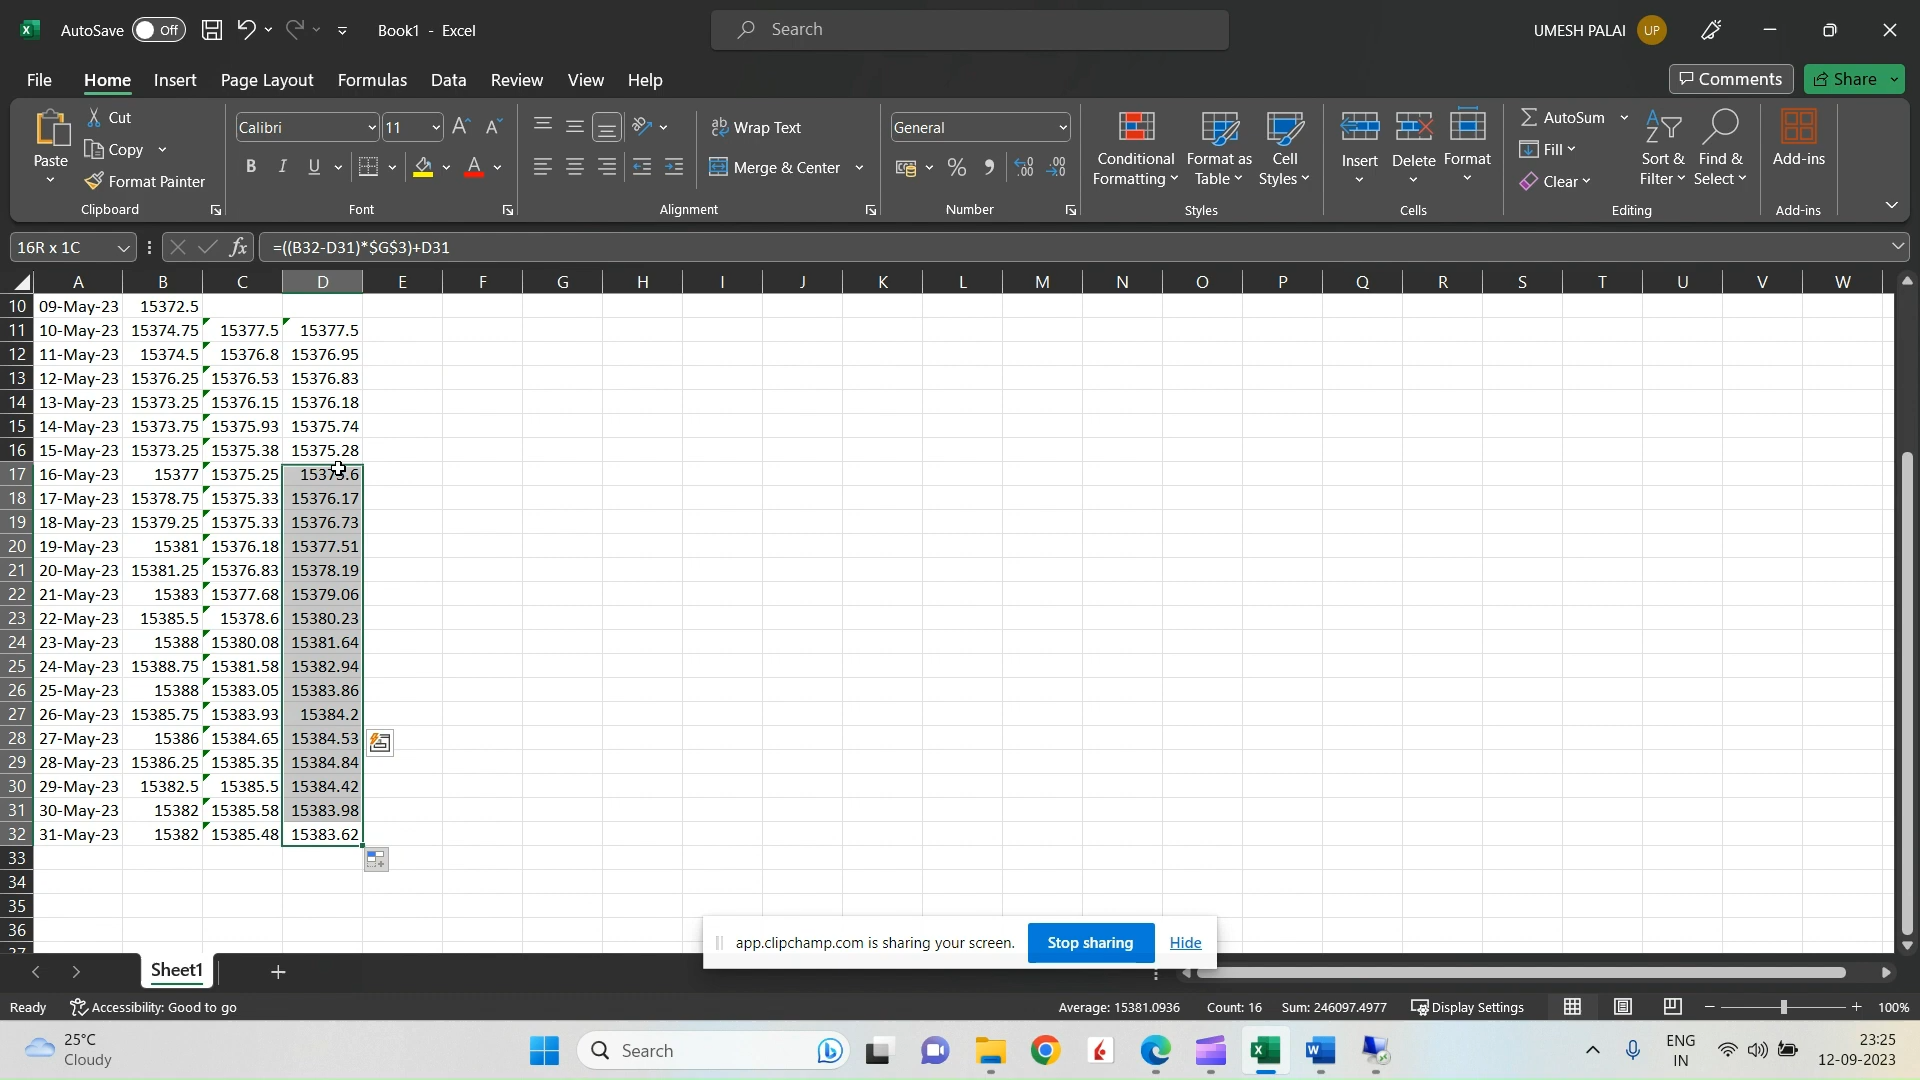 AutoSave Off Book1 - Excel Search UMESH PALAI UP
File Home Insert Page Layout Formulas Data Review View Help Comments Share
Paste Cut Copy Format Painter Clipboard
Calibri 11 B I U A Font
Wrap Text Merge & Center Alignment
General % Number
Conditional Formatting Format as Table Cell Styles Styles
Insert Delete Format Cells
AutoSum Fill Clear Sort & Filter Find & Select Editing
Add-ins Add-ins
16R x 1C fx =((B32-D31)*$G$3)+D31
A B C D E F G H I J K L M N O P Q R S T U V W
10 09-May-23 15372.5
11 10-May-23 15374.75 15377.5 15377.5
12 11-May-23 15374.5 15376.8 15376.95
13 12-May-23 15376.25 15376.53 15376.83
14 13-May-23 15373.25 15376.15 15376.18
15 14-May-23 15373.75 15375.93 15375.74
16 15-May-23 15373.25 15375.38 15375.28
17 16-May-23 15377 15375.25 15375.6
18 17-May-23 15378.75 15375.33 15376.17
19 18-May-23 15379.25 15375.33 15376.73
20 19-May-23 15381 15376.18 15377.51
21 20-May-23 15381.25 15376.83 15378.19
22 21-May-23 15383 15377.68 15379.06
23 22-May-23 15385.5 15378.6 15380.23
24 23-May-23 15388 15380.08 15381.64
25 24-May-23 15388.75 15381.58 15382.94
26 25-May-23 15388 15383.05 15383.86
27 26-May-23 15385.75 15383.93 15384.2
28 27-May-23 15386 15384.65 15384.53
29 28-May-23 15386.25 15385.35 15384.84
30 29-May-23 15382.5 15385.5 15384.42
31 30-May-23 15382 15385.58 15383.98
32 31-May-23 15382 15385.48 15383.62
33
34
35
36
37
app.clipchamp.com is sharing your screen. Stop sharing Hide
Sheet1
Ready Accessibility: Good to go Average: 15381.0936 Count: 16 Sum: 246097.4977 Display Settings 100%
25°C Cloudy Search ENG IN 23:25 12-09-2023